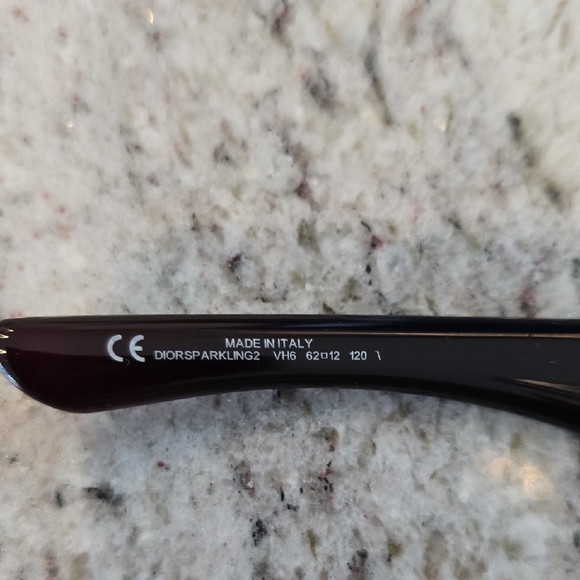 MADE IN ITALY
CE DIORSPARKLING2 VH6 62□12 120 \